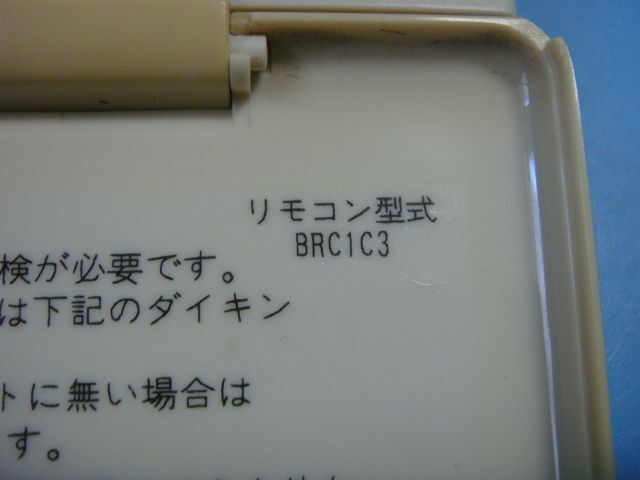 リモコン型式
BRC1C3
検が必要です。
は下記のダイキン
トに無い場合は
す。